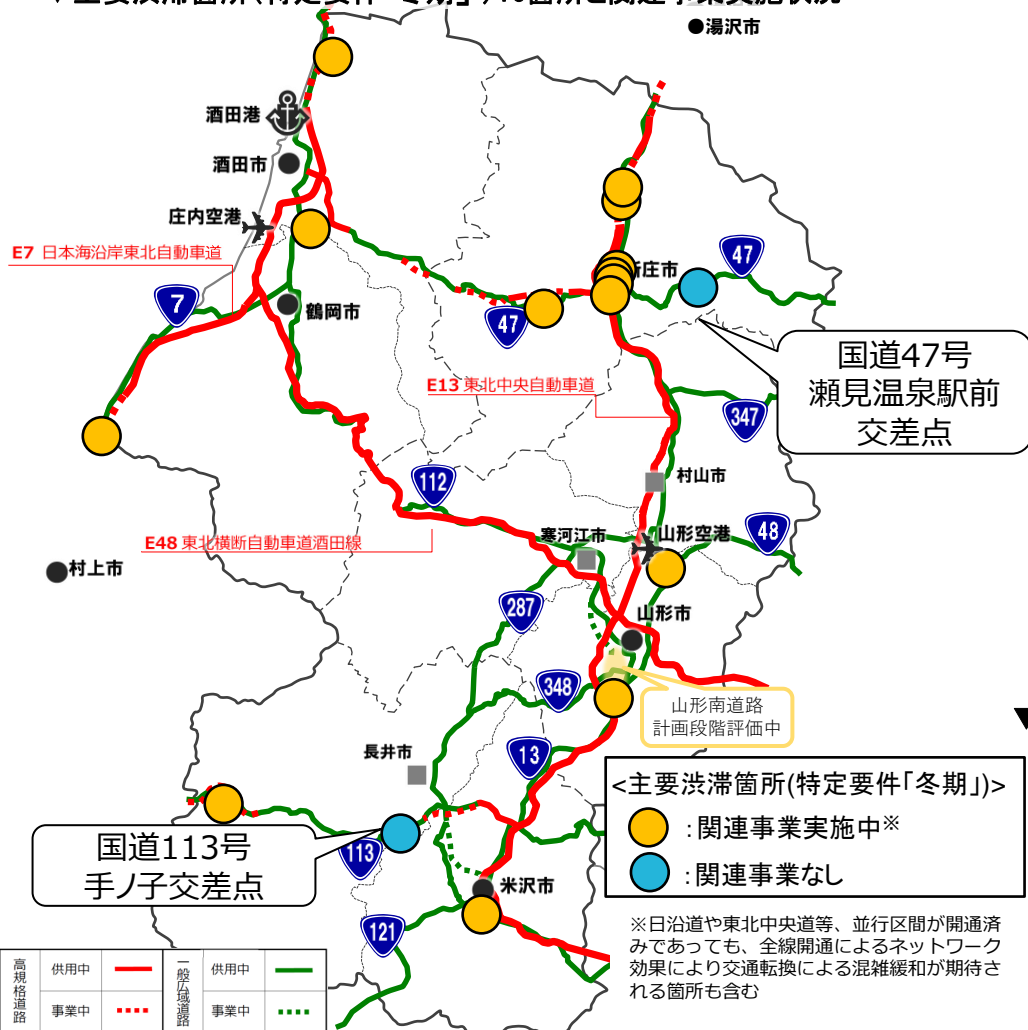 湯沢市
酒田港
酒田市
庄内空港
E7 日本海沿岸東北自動車道
7
鶴岡市
47
新庄市
47
国道47号
瀬見温泉駅前
交差点
E13 東北中央自動車道
347
村山市
112
E48 東北横断自動車道酒田線
寒河江市
山形空港
48
村上市
287
山形市
348
山形南道路
計画段階評価中
13
長井市
国道113号
手ノ子交差点
113
米沢市
121
<主要渋滞箇所(特定要件「冬期」)>
:関連事業実施中※
:関連事業なし
※日沿道や東北中央道等、並行区間が開通済
みであっても、全線開通によるネットワーク
効果により交通転換による混雑緩和が期待さ
れる箇所も含む
高規格道路
供用中
事業中
一般広域道路
供用中
事業中